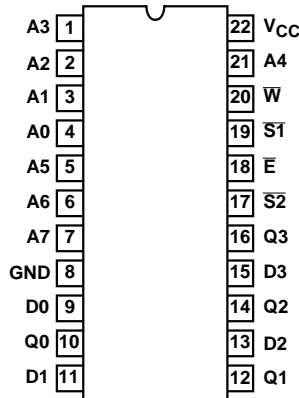 A3 1 22 VCC
A2 2 21 A4
A1 3 20 W̅
A0 4 19 S̅1̅
A5 5 18 E̅
A6 6 17 S̅2̅
A7 7 16 Q3
GND 8 15 D3
D0 9 14 Q2
Q0 10 13 D2
D1 11 12 Q1